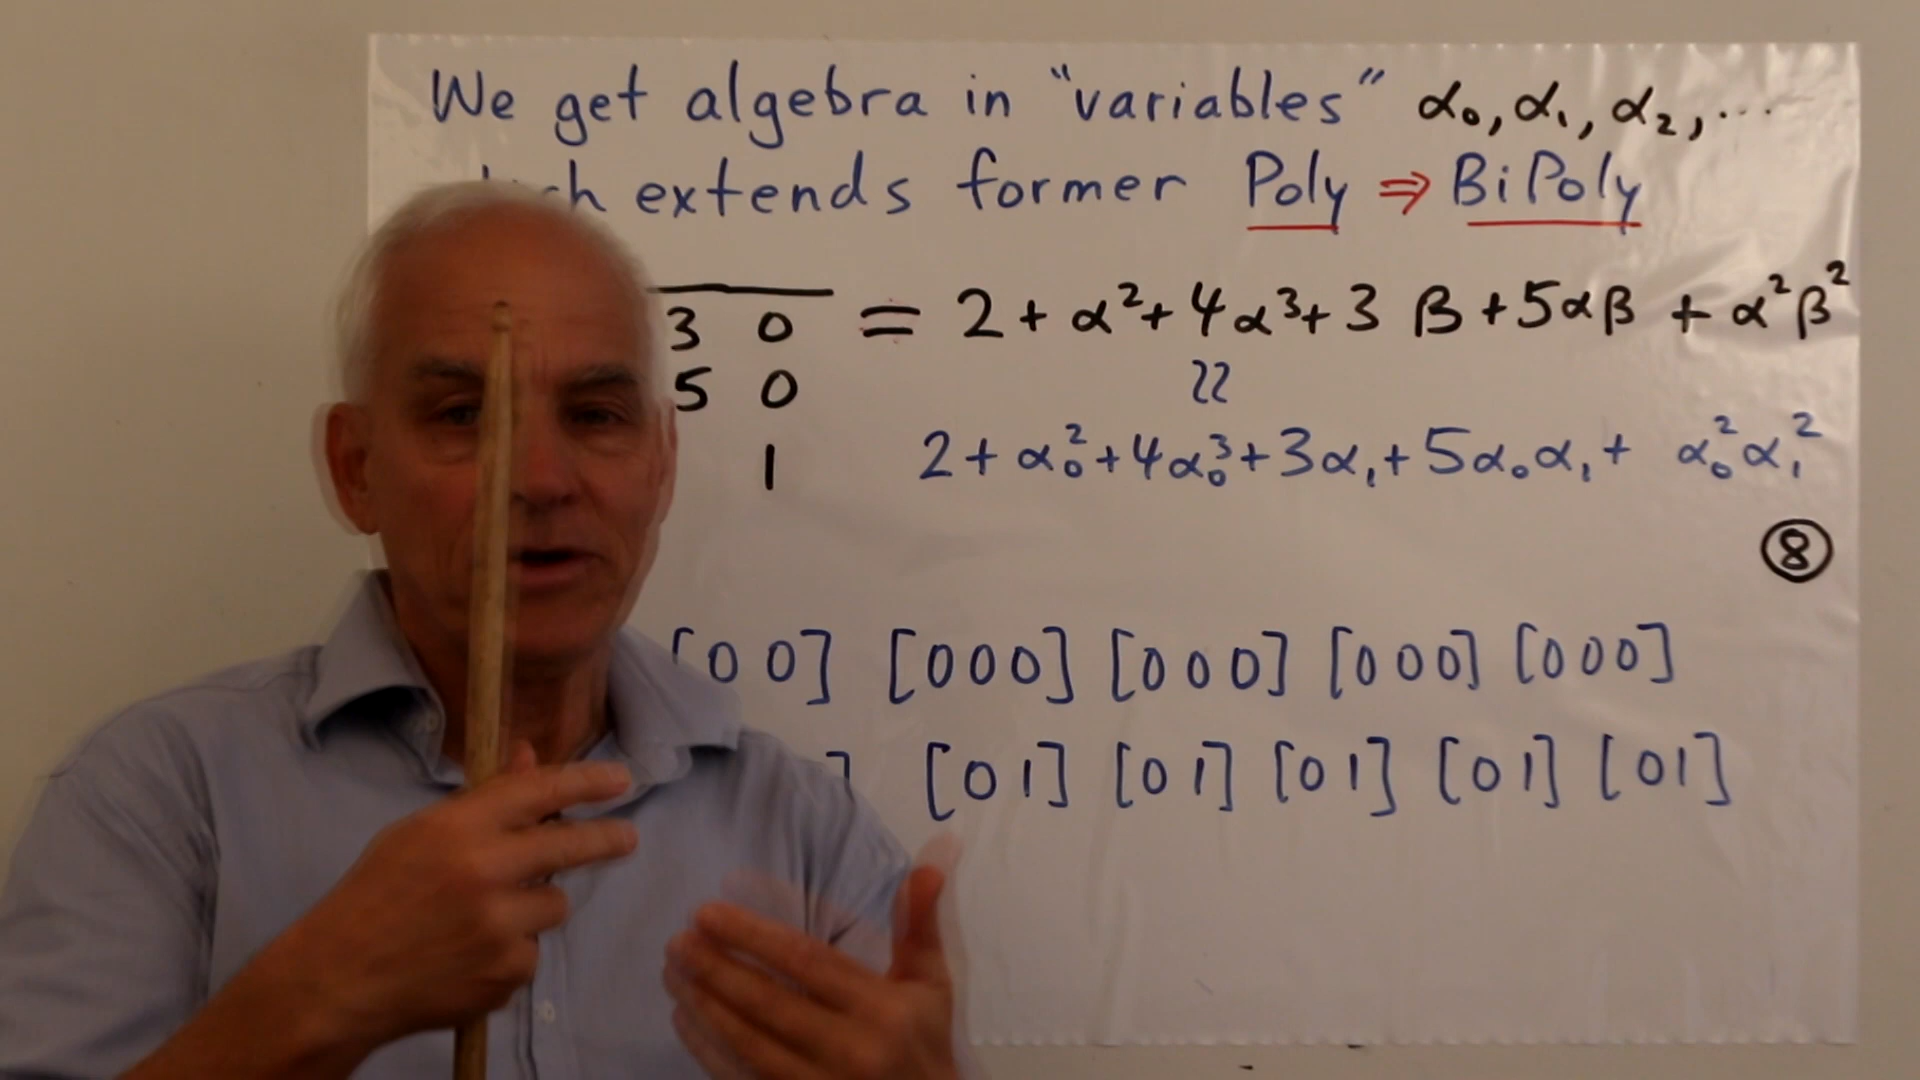 We get algebra in "variables" α₀, α₁, α₂, ...
extends former Poly ⇒ BiPoly
3 0 = 2 + α² + 4α³ + 3β + 5αβ + α²β²
5 0
1 2 + α₀² + 4α₀³ + 3α₁ + 5α₀α₁ + α₀²α₁²
⑧
[0 0] [0 0 0] [0 0 0] [0 0 0] [0 0 0]
] [0 1] [0 1] [0 1] [0 1] [0 1]